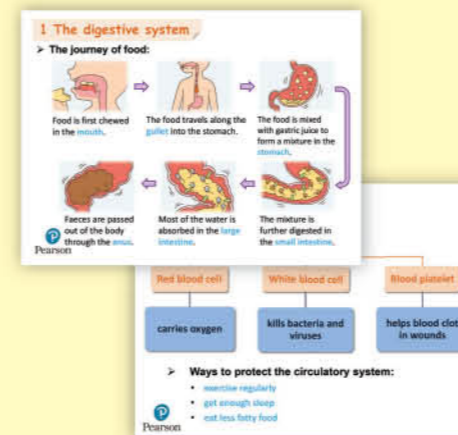 1 The digestive system
➤ The journey of food:
Food is first chewed
in the mouth.
The food travels along the
gullet into the stomach.
The food is mixed
with gastric juice to
form a mixture in the
stomach.
Faeces are passed
out of the body
through the anus.
Most of the water is
absorbed in the large
intestine.
The mixture is
further digested in
the small intestine.
Pearson
Red blood cell
White blood cell
Blood platelet
carries oxygen
kills bacteria and
viruses
helps blood clot
in wounds
➤ Ways to protect the circulatory system:
• exercise regularly
• get enough sleep
• eat less fatty food
Pearson